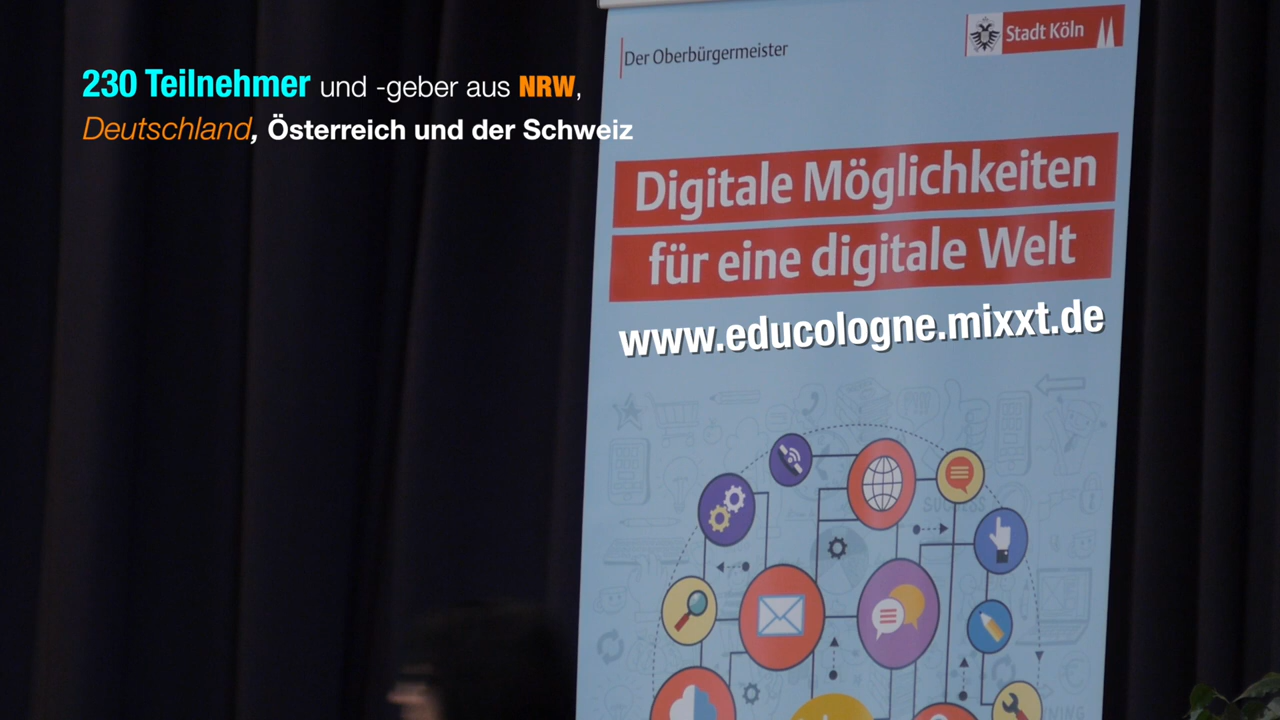 230 Teilnehmer und -geber aus NRW,
Deutschland, Österreich und der Schweiz
Der Oberbürgermeister
Stadt Köln
Digitale Möglichkeiten
für eine digitale Welt
www.educologne.mixxt.de
SUCCESS